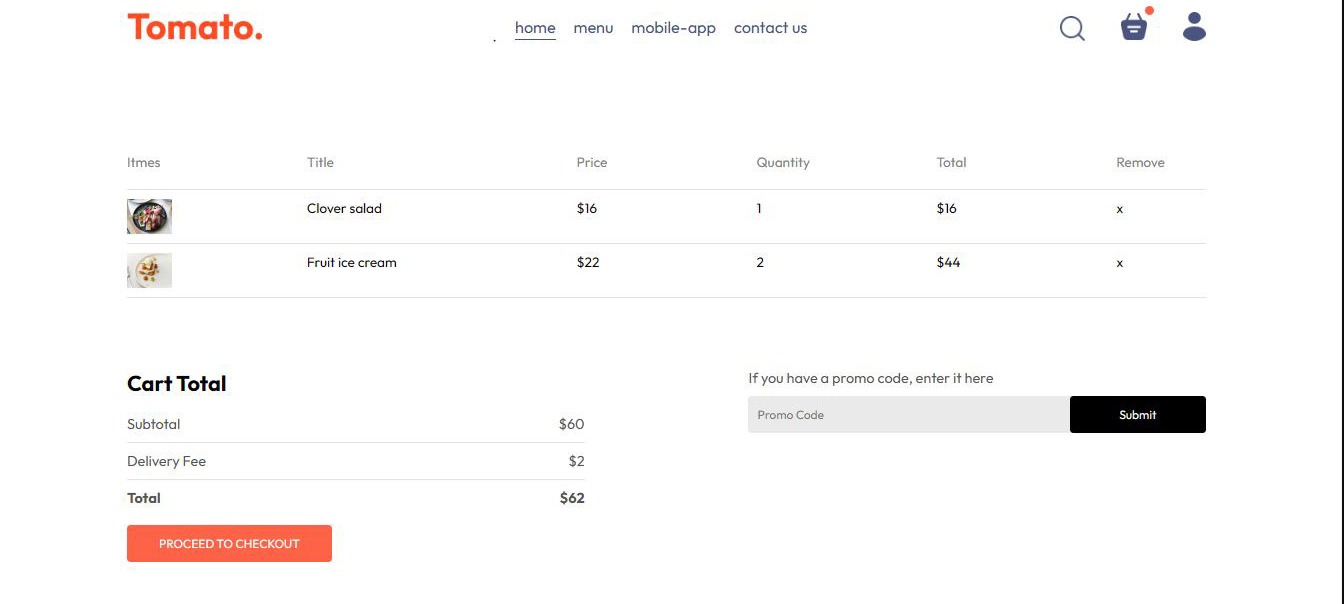 Tomato.
home menu mobile-app contact us
Itmes Title Price Quantity Total Remove
Clover salad $16 1 $16 x
Fruit ice cream $22 2 $44 x
Cart Total
Subtotal $60
Delivery Fee $2
Total $62
PROCEED TO CHECKOUT
If you have a promo code, enter it here
Promo Code Submit